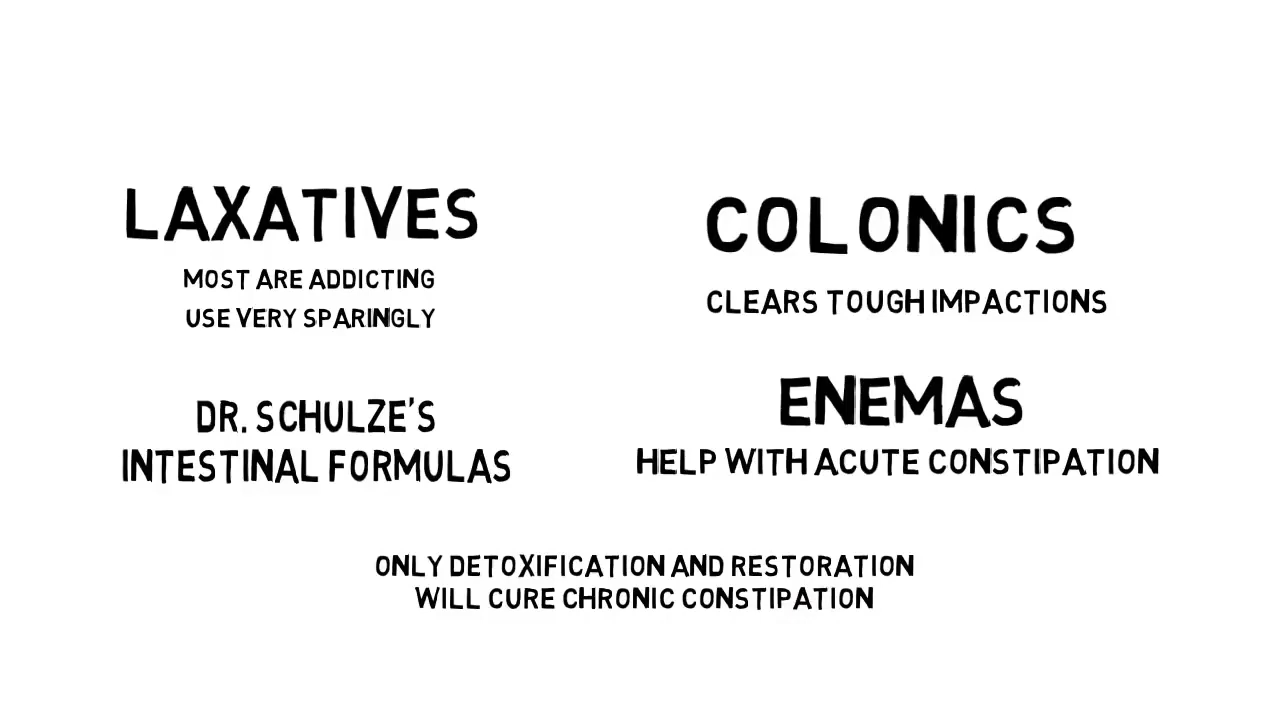 LAXATIVES
MOST ARE ADDICTING
USE VERY SPARINGLY
DR. SCHULZE'S
INTESTINAL FORMULAS
COLONICS
CLEARS TOUGH IMPACTIONS
ENEMAS
HELP WITH ACUTE CONSTIPATION
ONLY DETOXIFICATION AND RESTORATION
WILL CURE CHRONIC CONSTIPATION